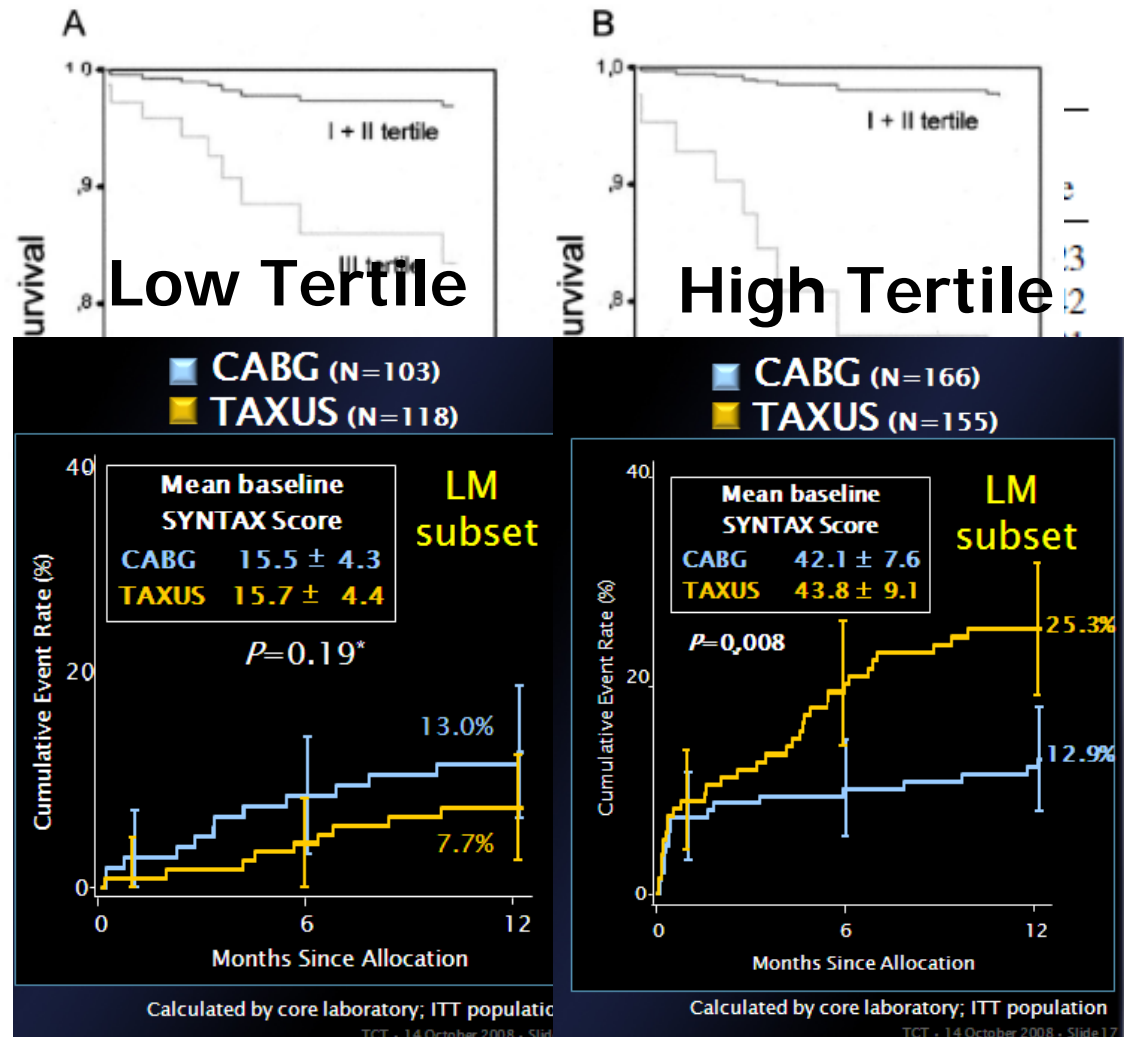 A
1.0
I + II tertile
,9
III tertile
,8
urvival
Low Tertile
B
1,0
I + II tertile
,9
,8
urvival
High Tertile
e
23
42
CABG (N=103)
TAXUS (N=118)
40
Mean baseline
SYNTAX Score
CABG 15.5 ± 4.3
TAXUS 15.7 ± 4.4
LM
subset
P=0.19*
20
13.0%
7.7%
0
Cumulative Event Rate (%)
0 6 12
Months Since Allocation
Calculated by core laboratory; ITT populatio
TCT - 14 October 2008 - Slid
CABG (N=166)
TAXUS (N=155)
40
Mean baseline
SYNTAX Score
CABG 42.1 ± 7.6
TAXUS 43.8 ± 9.1
LM
subset
P=0,008
25.3%
20
12.9%
0
Cumulative Event Rate (%)
0 6 12
Months Since Allocation
Calculated by core laboratory; ITT population
TCT - 14 October 2008 - Slide 17